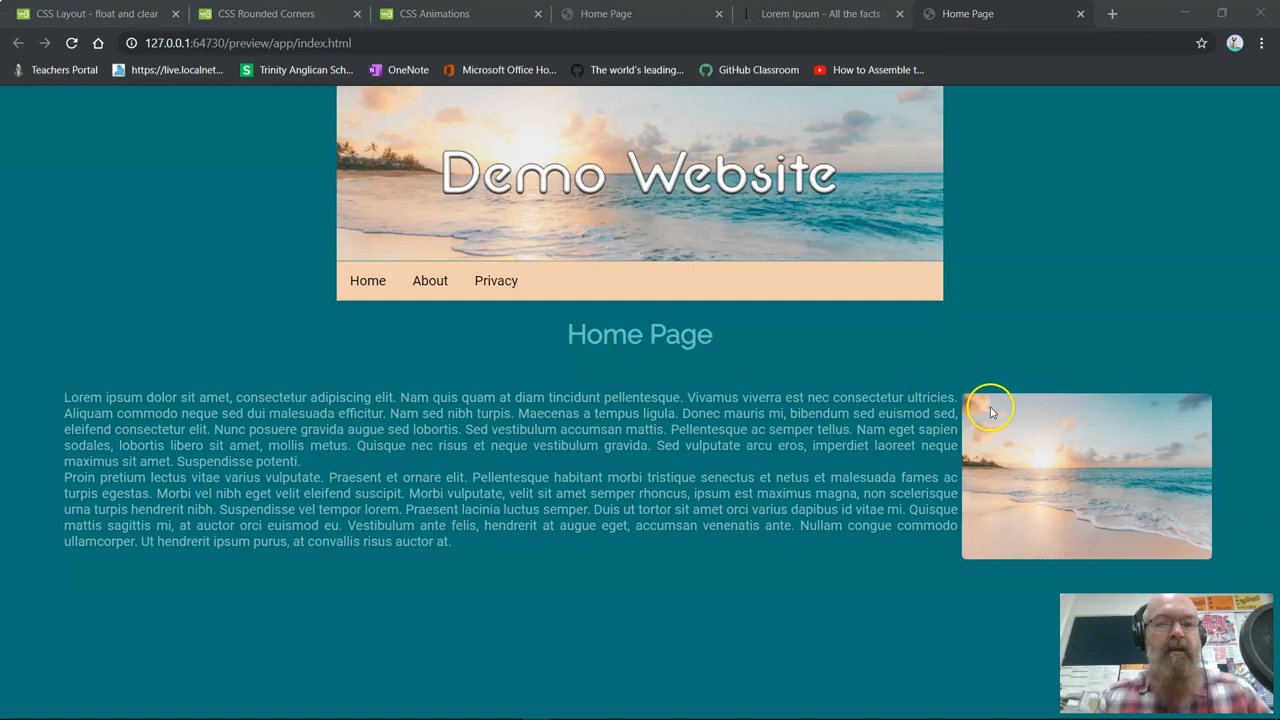 CSS Layout - float and clear
CSS Rounded Corners
CSS Animations
Home Page
Lorem Ipsum - All the facts
Home Page
127.0.0.1:64730/preview/app/index.html
Teachers Portal
https://live.localnet...
Trinity Anglican Sch...
OneNote
Microsoft Office Ho...
The world's leading...
GitHub Classroom
How to Assemble t...
Demo Website
Home About Privacy
Home Page
Lorem ipsum dolor sit amet, consectetur adipiscing elit. Nam quis quam at diam tincidunt pellentesque. Vivamus viverra est nec consectetur ultricies.
Aliquam commodo neque sed dui malesuada efficitur. Nam sed nibh turpis. Maecenas a tempus ligula. Donec mauris mi, bibendum sed euismod sed,
eleifend consectetur elit. Nunc posuere gravida augue sed lobortis. Sed vestibulum accumsan mattis. Pellentesque ac semper tellus. Nam eget sapien
sodales, lobortis libero sit amet, mollis metus. Quisque nec risus et neque vestibulum gravida. Sed vulputate arcu eros, imperdiet laoreet neque
maximus sit amet. Suspendisse potenti.
Proin pretium lectus vitae varius vulputate. Praesent et ornare elit. Pellentesque habitant morbi tristique senectus et netus et malesuada fames ac
turpis egestas. Morbi vel nibh eget velit eleifend suscipit. Morbi vulputate, velit sit amet semper rhoncus, ipsum est maximus magna, non scelerisque
urna turpis hendrerit nibh. Suspendisse vel tempor lorem. Praesent lacinia luctus semper. Duis ut tortor sit amet orci varius dapibus id vitae mi. Quisque
mattis sagittis mi, at auctor orci euismod eu. Vestibulum ante felis, hendrerit at augue eget, accumsan venenatis ante. Nullam congue commodo
ullamcorper. Ut hendrerit ipsum purus, at convallis risus auctor at.